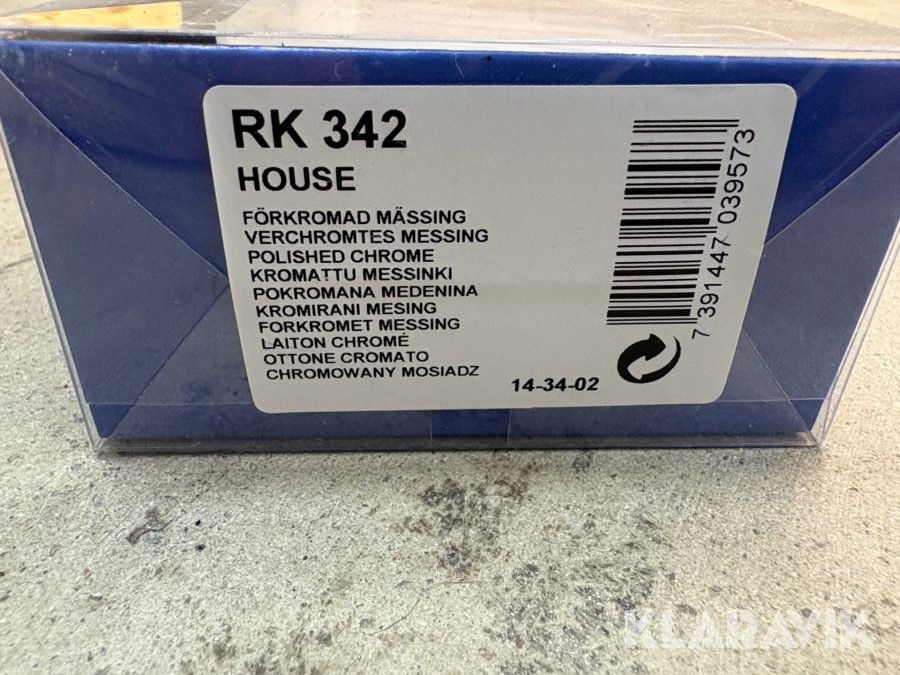 RK 342
HOUSE
FÖRKROMAD MÄSSING
VERCHROMTES MESSING
POLISHED CHROME
KROMATTU MESSINKI
POKROMANA MEDENINA
KROMIRANI MESING
FORKROMET MESSING
LAITON CHROMÉ
OTTONE CROMATO
CHROMOWANY MOSIADZ
14-34-02
7 391447 039573
KLARAVIK